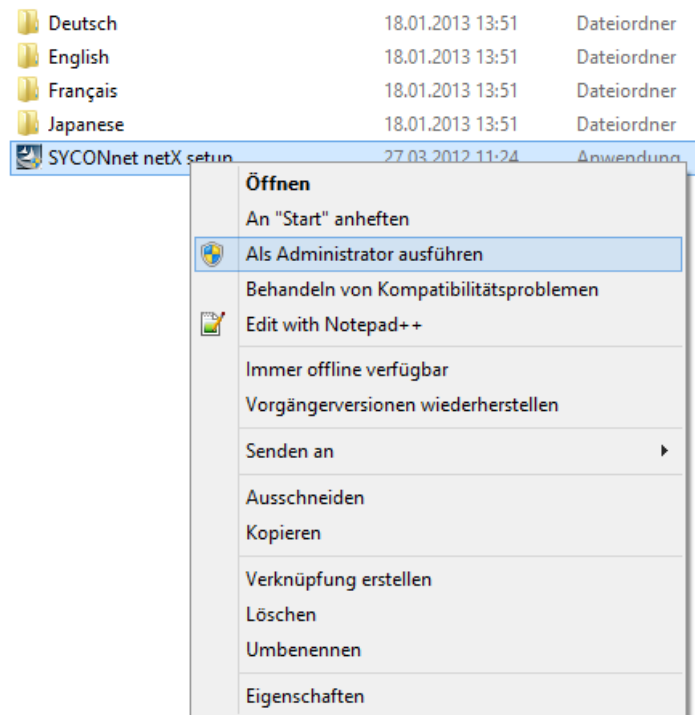 Deutsch 18.01.2013 13:51 Dateiordner
English 18.01.2013 13:51 Dateiordner
Français 18.01.2013 13:51 Dateiordner
Japanese 18.01.2013 13:51 Dateiordner
SYCONnet netX setup 27.03.2012 11:24 Anwendung
Öffnen
An "Start" anheften
Als Administrator ausführen
Behandeln von Kompatibilitätsproblemen
Edit with Notepad++
Immer offline verfügbar
Vorgängerversionen wiederherstellen
Senden an
Ausschneiden
Kopieren
Verknüpfung erstellen
Löschen
Umbenennen
Eigenschaften